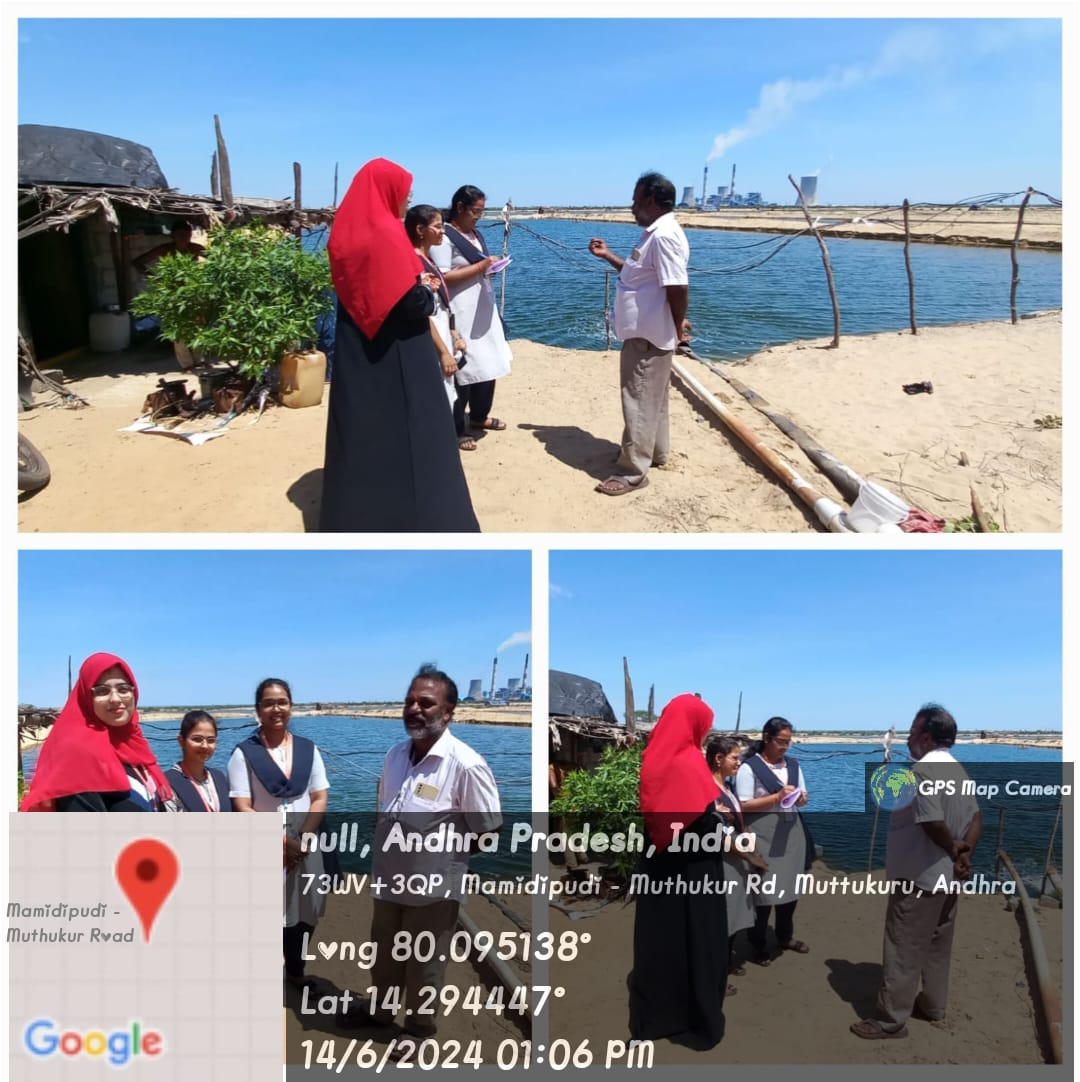 GPS Map Camera
null, Andhra Pradesh, India
73WV+3QP, Mamidipudi - Muthukur Rd, Muttukuru, Andhra
Mamidipudi -
Muthukur Road
Long 80.095138°
Lat 14.294447°
14/6/2024 01:06 PM
Google